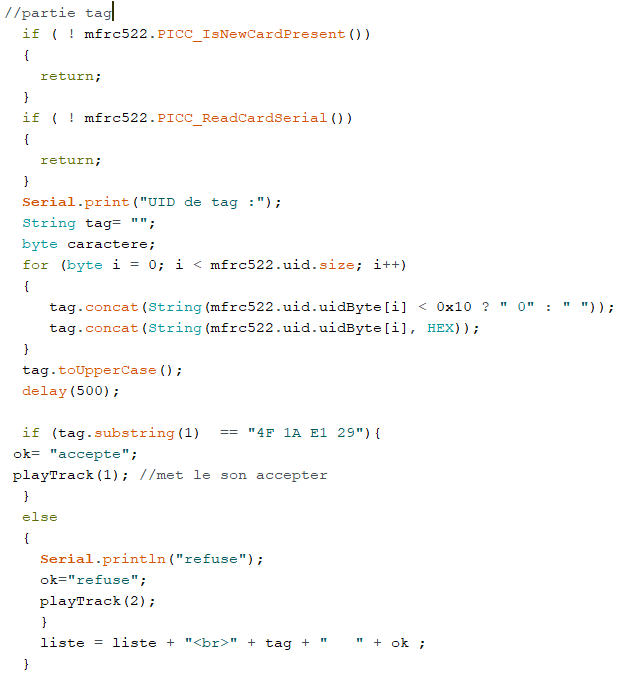 //partie tag
if ( ! mfrc522.PICC_IsNewCardPresent())
{
return;
}
if ( ! mfrc522.PICC_ReadCardSerial())
{
return;
}
Serial.print("UID de tag :");
String tag= "";
byte caractere;
for (byte i = 0; i < mfrc522.uid.size; i++)
{
tag.concat(String(mfrc522.uid.uidByte[i] < 0x10 ? " 0" : " "));
tag.concat(String(mfrc522.uid.uidByte[i], HEX));
}
tag.toUpperCase();
delay(500);
if (tag.substring(1)  == "4F 1A E1 29"){
ok= "accepte";
playTrack(1); //met le son accepter
}
else
{
Serial.println("refuse");
ok="refuse";
playTrack(2);
}
liste = liste + "<br>" + tag + "   " + ok ;
}